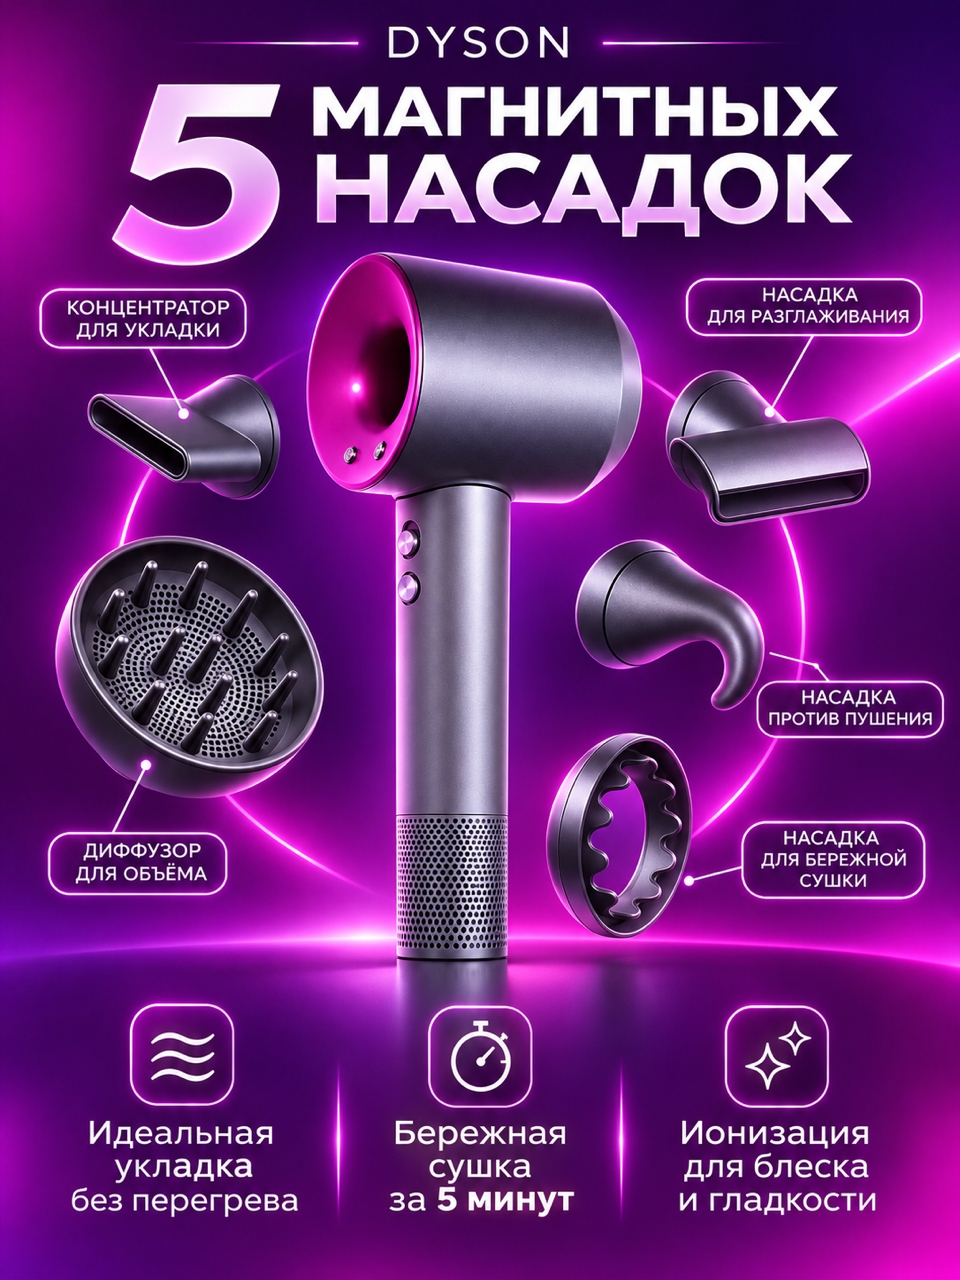 DYSON
5 МАГНИТНЫХ
НАСАДОК
КОНЦЕНТРАТОР
ДЛЯ УКЛАДКИ
НАСАДКА
ДЛЯ РАЗГЛАЖИВАНИЯ
НАСАДКА
ПРОТИВ ПУШЕНИЯ
ДИФФУЗОР
ДЛЯ ОБЪЁМА
НАСАДКА
ДЛЯ БЕРЕЖНОЙ
СУШКИ
Идеальная
укладка
без перегрева
Бережная
сушка
за 5 минут
Ионизация
для блеска
и гладкости